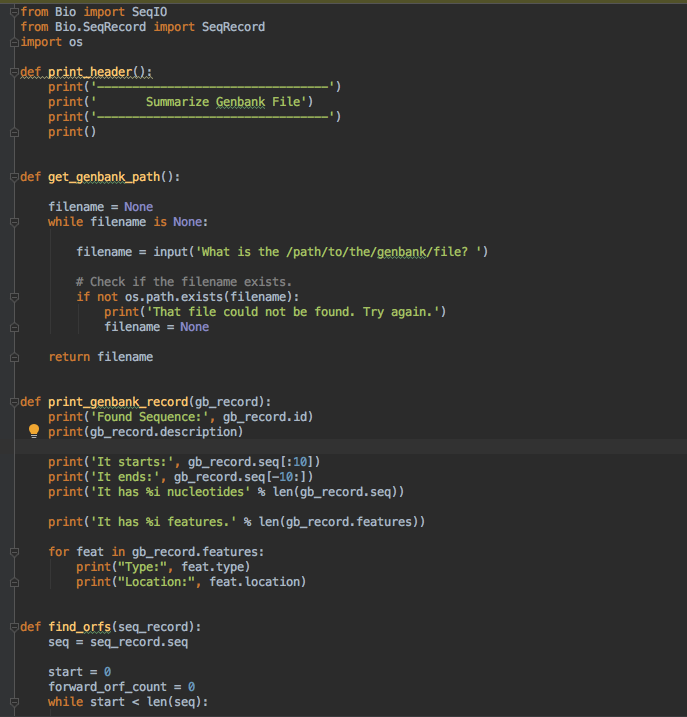 from Bio import SeqIO
from Bio.SeqRecord import SeqRecord
import os
def print_header():
    print('---------------------------------')
    print('       Summarize Genbank File')
    print('---------------------------------')
    print()
def get_genbank_path():
    filename = None
    while filename is None:
        filename = input('What is the /path/to/the/genbank/file? ')
        # Check if the filename exists.
        if not os.path.exists(filename):
            print('That file could not be found. Try again.')
            filename = None
    return filename
def print_genbank_record(gb_record):
    print('Found Sequence:', gb_record.id)
    print(gb_record.description)
    print('It starts:', gb_record.seq[:10])
    print('It ends:', gb_record.seq[-10:])
    print('It has %i nucleotides' % len(gb_record.seq))
    print('It has %i features.' % len(gb_record.features))
    for feat in gb_record.features:
        print("Type:", feat.type)
        print("Location:", feat.location)
def find_orfs(seq_record):
    seq = seq_record.seq
    start = 0
    forward_orf_count = 0
    while start < len(seq):